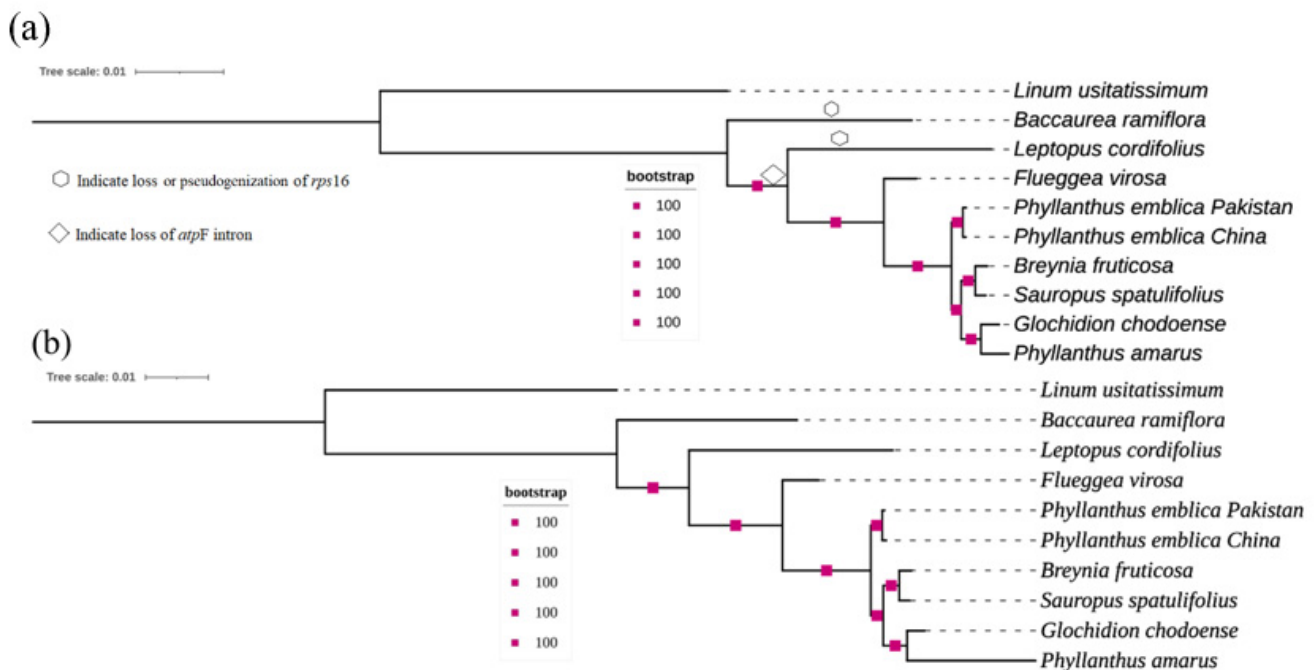 (a)
Tree scale: 0.01
Linum usitatissimum
Baccaurea ramiflora
Leptopus cordifolius
Indicate loss or pseudogenization of rps16
bootstrap
Flueggea virosa
100
Phyllanthus emblica Pakistan
Indicate loss of atpF intron
100
Phyllanthus emblica China
100
Breynia fruticosa
100
Sauropus spatulifolius
100
Glochidion chodoense
(b)
Phyllanthus amarus
Tree scale: 0.01
Linum usitatissimum
Baccaurea ramiflora
Leptopus cordifolius
Flueggea virosa
bootstrap
Phyllanthus emblica Pakistan
100
Phyllanthus emblica China
100
Breynia fruticosa
100
Sauropus spatulifolius
100
Glochidion chodoense
100
Phyllanthus amarus